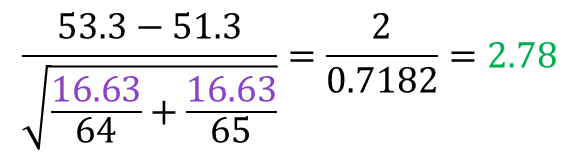 53.3 − 51.3
√ 16.63/64 + 16.63/65 = 2/0.7182 = 2.78